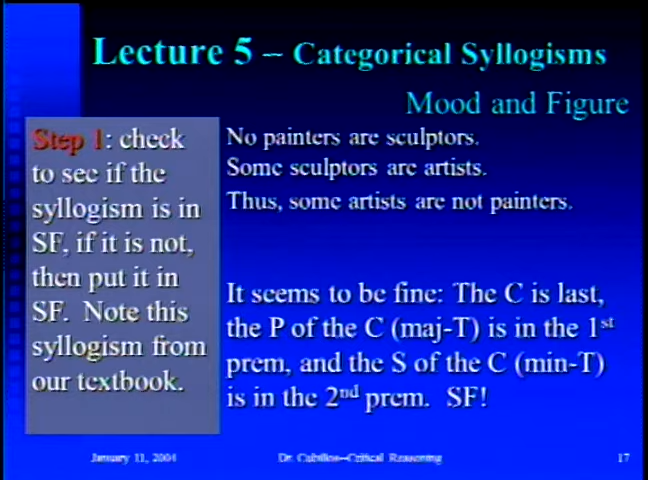 Lecture 5 – Categorical Syllogisms
Mood and Figure
Step 1: check
to see if the
syllogism is in
SF, if it is not,
then put it in
SF. Note this
syllogism from
our textbook.
No painters are sculptors.
Some sculptors are artists.
Thus, some artists are not painters.
It seems to be fine: The C is last,
the P of the C (maj-T) is in the 1st
prem, and the S of the C (min-T)
is in the 2nd prem. SF!
January 11, 2004
Dr. Cubillos--Critical Reasoning
17